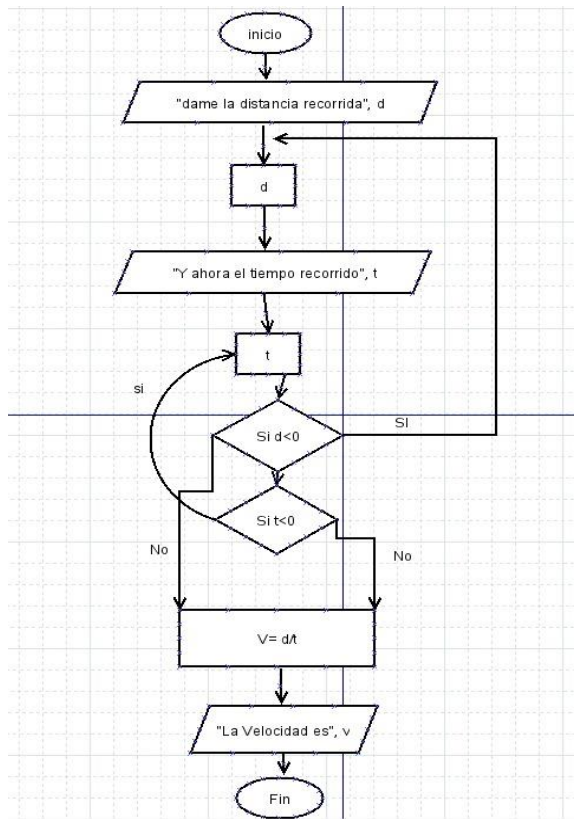 inicio
"dame la distancia recorrida", d
d
"Y ahora el tiempo recorrido", t
t
si
Si d<0
SI
Si t<0
No
No
V= d/t
"La Velocidad es", v
Fin